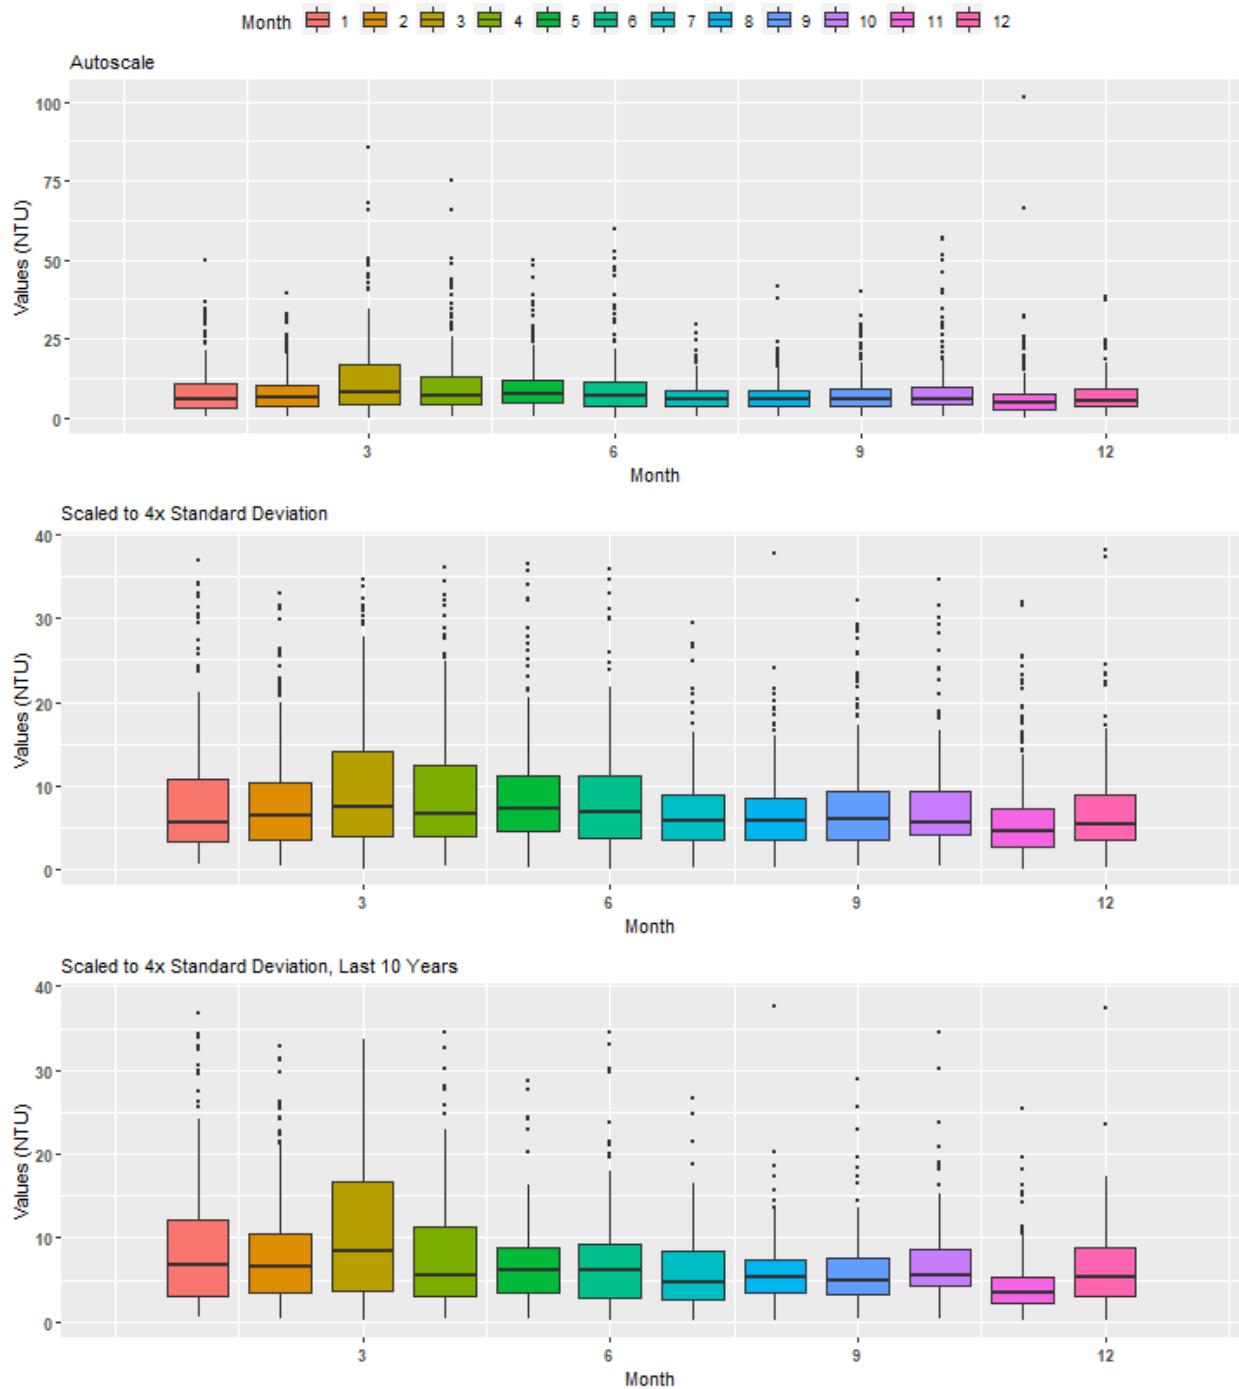 Month 1 2 3 4 5 6 7 8 9 10 11 12
Autoscale
100
75
50
25
0
Values (NTU)
3 6 9 12
Month
Scaled to 4x Standard Deviation
40
30
20
10
0
Values (NTU)
3 6 9 12
Month
Scaled to 4x Standard Deviation, Last 10 Years
40
30
20
10
0
Values (NTU)
3 6 9 12
Month